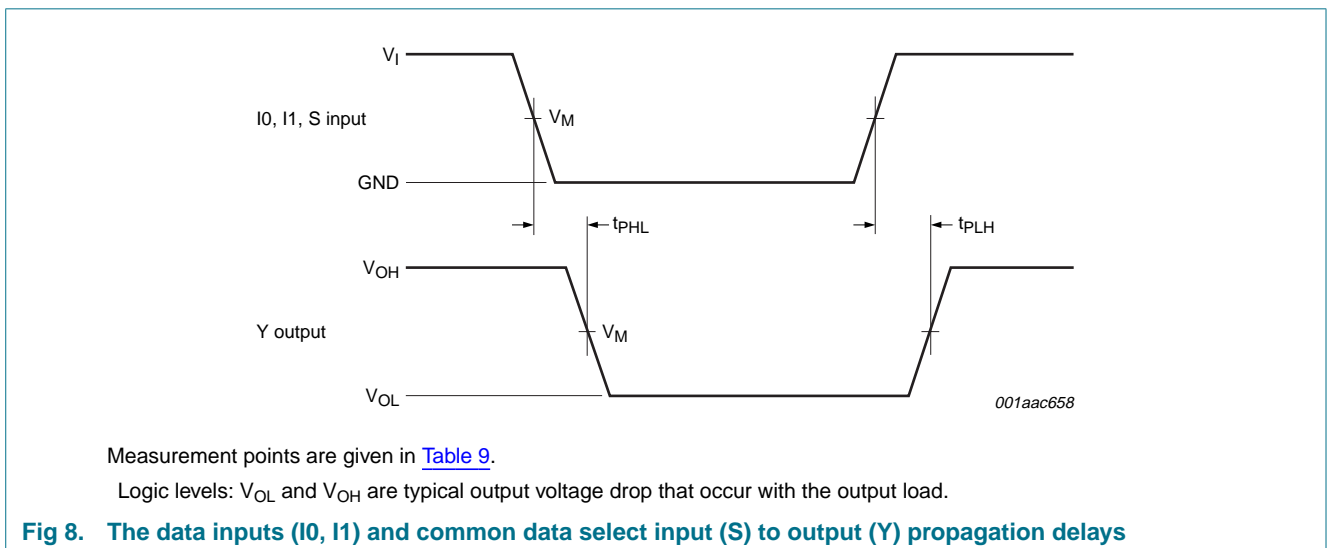 VI
I0, I1, S input
VM
GND
tPHL
tPLH
VOH
Y output
VM
VOL
001aac658
Measurement points are given in Table 9.
Logic levels: VOL and VOH are typical output voltage drop that occur with the output load.
Fig 8. The data inputs (I0, I1) and common data select input (S) to output (Y) propagation delays